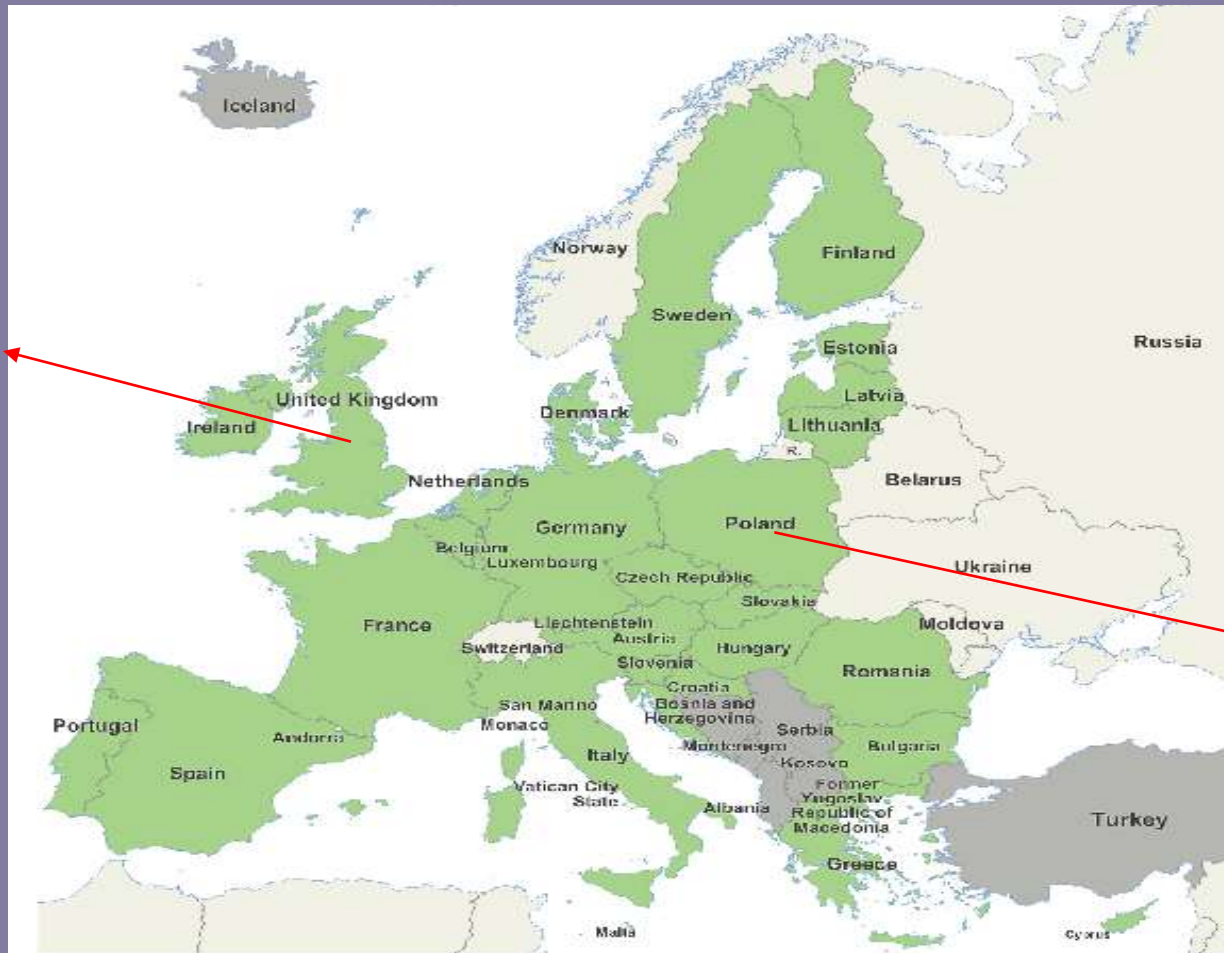 Iceland
Norway
Finland
Sweden
Russia
Estonia
United Kingdom
Latvia
Denmark
Ireland
Lithuania
R.
Netherlands
Belarus
Germany
Poland
Belgium
Luxembourg
Ukraine
Czech Republic
Slovakia
France
Liechtenstein
Moldova
Austria
Switzerland
Hungary
Slovenia
Romania
Croatia
San Marino
Bosnia and
Herzegovina
Portugal
Monaco
Serbia
Andorra
Montenegro
Bulgaria
Italy
Kosovo
Spain
Vatican City
State
Former
Yugoslav
Albania
Republic of
Macedonia
Turkey
Greece
Malta
Cyprus